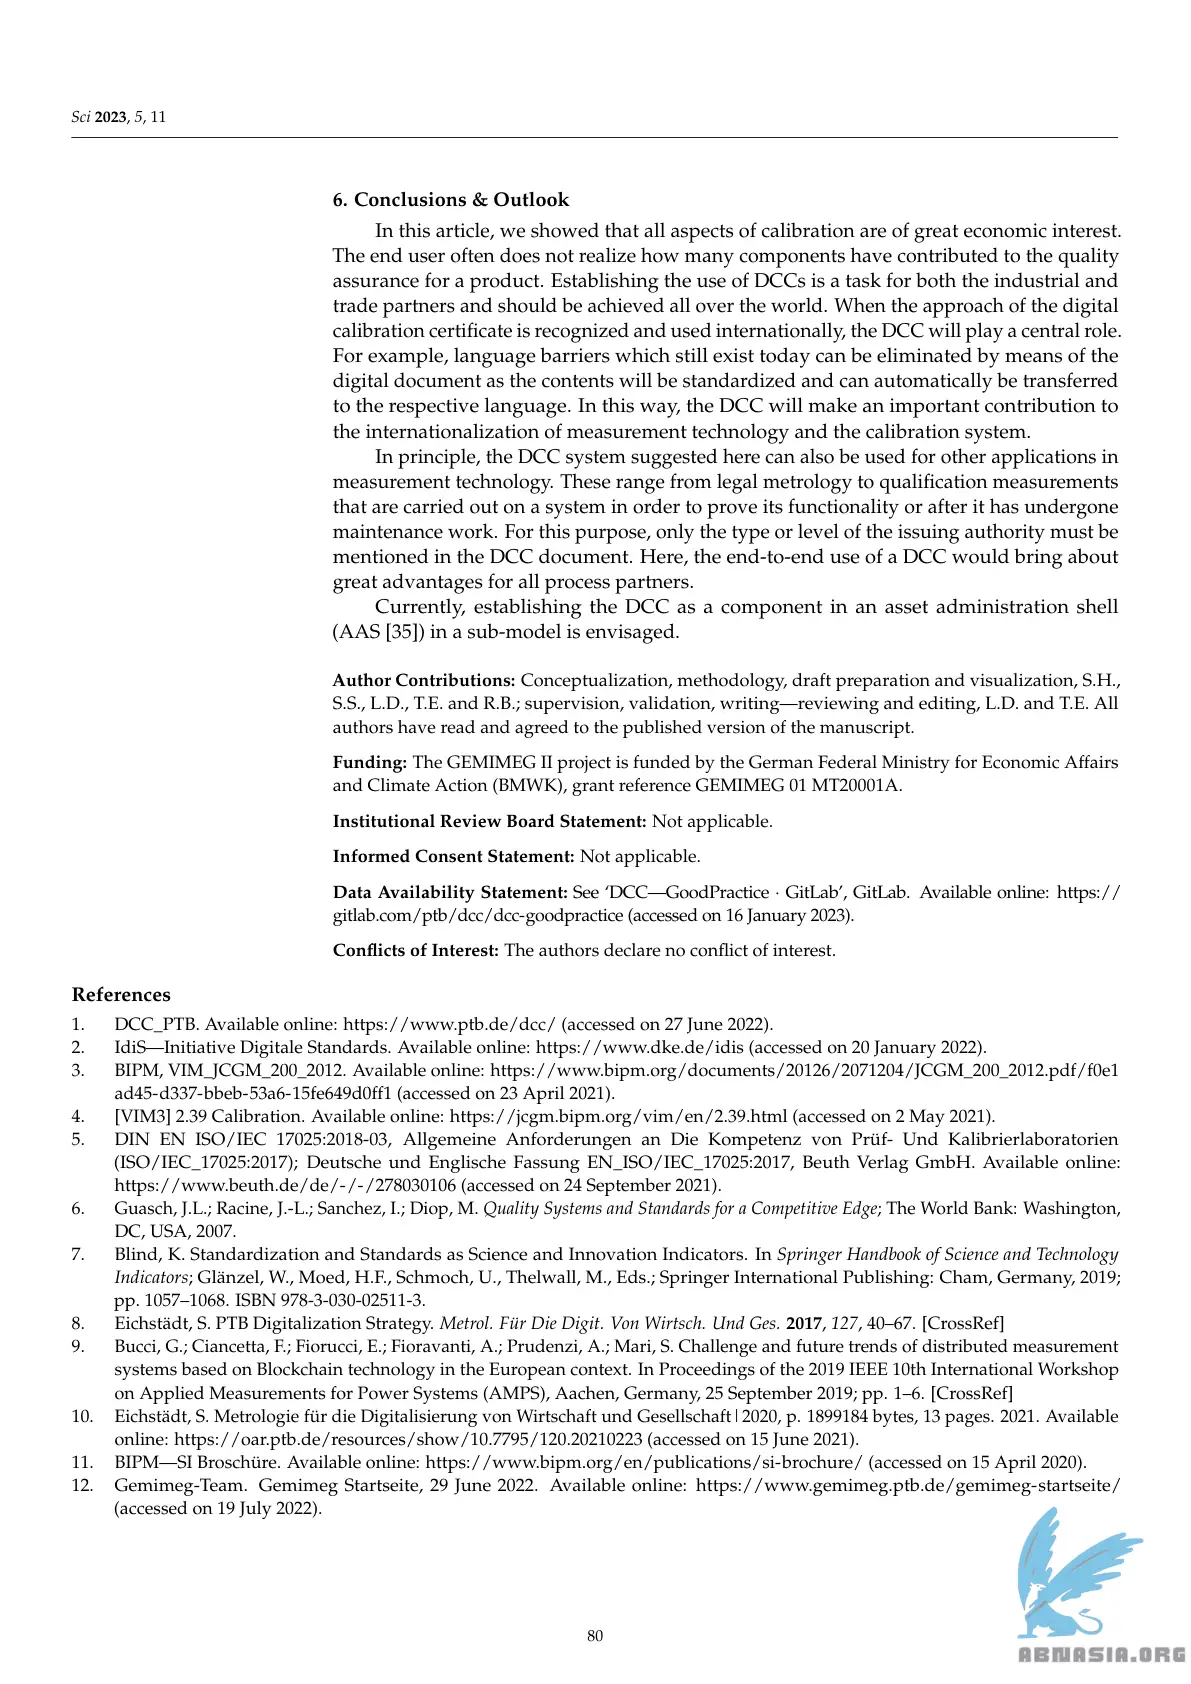 Sci 2023, 5, 11
6. Conclusions & Outlook
In this article, we showed that all aspects of calibration are of great economic interest.
The end user often does not realize how many components have contributed to the quality
assurance for a product. Establishing the use of DCCs is a task for both the industrial and
trade partners and should be achieved all over the world. When the approach of the digital
calibration certificate is recognized and used internationally, the DCC will play a central role.
For example, language barriers which still exist today can be eliminated by means of the
digital document as the contents will be standardized and can automatically be transferred
to the respective language. In this way, the DCC will make an important contribution to
the internationalization of measurement technology and the calibration system.
In principle, the DCC system suggested here can also be used for other applications in
measurement technology. These range from legal metrology to qualification measurements
that are carried out on a system in order to prove its functionality or after it has undergone
maintenance work. For this purpose, only the type or level of the issuing authority must be
mentioned in the DCC document. Here, the end-to-end use of a DCC would bring about
great advantages for all process partners.
Currently, establishing the DCC as a component in an asset administration shell
(AAS [35]) in a sub-model is envisaged.
Author Contributions: Conceptualization, methodology, draft preparation and visualization, S.H.,
S.S., L.D., T.E. and R.B.; supervision, validation, writing—reviewing and editing, L.D. and T.E. All
authors have read and agreed to the published version of the manuscript.
Funding: The GEMIMEG II project is funded by the German Federal Ministry for Economic Affairs
and Climate Action (BMWK), grant reference GEMIMEG 01 MT20001A.
Institutional Review Board Statement: Not applicable.
Informed Consent Statement: Not applicable.
Data Availability Statement: See ‘DCC—GoodPractice · GitLab’, GitLab. Available online: https://
gitlab.com/ptb/dcc/dcc-goodpractice (accessed on 16 January 2023).
Conflicts of Interest: The authors declare no conflict of interest.
References
1. DCC_PTB. Available online: https://www.ptb.de/dcc/ (accessed on 27 June 2022).
2. IdiS—Initiative Digitale Standards. Available online: https://www.dke.de/idis (accessed on 20 January 2022).
3. BIPM, VIM_JCGM_200_2012. Available online: https://www.bipm.org/documents/20126/2071204/JCGM_200_2012.pdf/f0e1
ad45-d337-bbeb-53a6-15fe649d0ff1 (accessed on 23 April 2021).
4. [VIM3] 2.39 Calibration. Available online: https://jcgm.bipm.org/vim/en/2.39.html (accessed on 2 May 2021).
5. DIN EN ISO/IEC 17025:2018-03, Allgemeine Anforderungen an Die Kompetenz von Prüf- Und Kalibrierlaboratorien
(ISO/IEC_17025:2017); Deutsche und Englische Fassung EN_ISO/IEC_17025:2017, Beuth Verlag GmbH. Available online:
https://www.beuth.de/de/-/-/278030106 (accessed on 24 September 2021).
6. Guasch, J.L.; Racine, J.-L.; Sanchez, I.; Diop, M. Quality Systems and Standards for a Competitive Edge; The World Bank: Washington,
DC, USA, 2007.
7. Blind, K. Standardization and Standards as Science and Innovation Indicators. In Springer Handbook of Science and Technology
Indicators; Glänzel, W., Moed, H.F., Schmoch, U., Thelwall, M., Eds.; Springer International Publishing: Cham, Germany, 2019;
pp. 1057–1068. ISBN 978-3-030-02511-3.
8. Eichstädt, S. PTB Digitalization Strategy. Metrol. Für Die Digit. Von Wirtsch. Und Ges. 2017, 127, 40–67. [CrossRef]
9. Bucci, G.; Ciancetta, F.; Fiorucci, E.; Fioravanti, A.; Prudenzi, A.; Mari, S. Challenge and future trends of distributed measurement
systems based on Blockchain technology in the European context. In Proceedings of the 2019 IEEE 10th International Workshop
on Applied Measurements for Power Systems (AMPS), Aachen, Germany, 25 September 2019; pp. 1–6. [CrossRef]
10. Eichstädt, S. Metrologie für die Digitalisierung von Wirtschaft und Gesellschaft|2020, p. 1899184 bytes, 13 pages. 2021. Available
online: https://oar.ptb.de/resources/show/10.7795/120.20210223 (accessed on 15 June 2021).
11. BIPM—SI Broschüre. Available online: https://www.bipm.org/en/publications/si-brochure/ (accessed on 15 April 2020).
12. Gemimeg-Team. Gemimeg Startseite, 29 June 2022. Available online: https://www.gemimeg.ptb.de/gemimeg-startseite/
(accessed on 19 July 2022).
80
ABNASIA.ORG